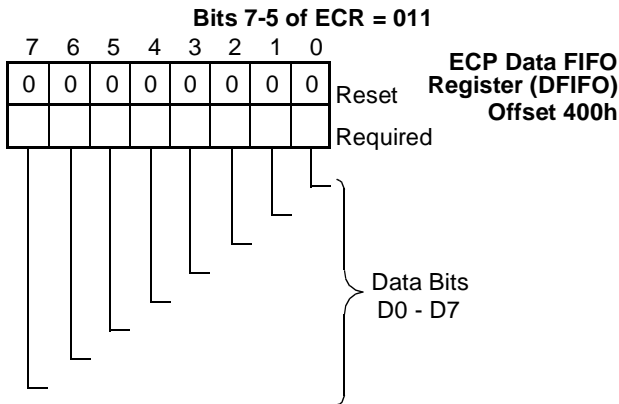 Bits 7-5 of ECR = 011
7 6 5 4 3 2 1 0
ECP Data FIFO
Register (DFIFO)
Offset 400h
0 0 0 0 0 0 0 0 Reset
Required
Data Bits
D0 - D7